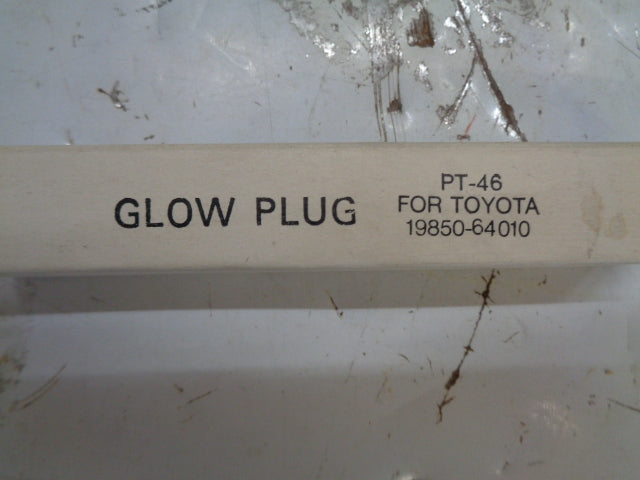 GLOW PLUG
PT-46
FOR TOYOTA
19850-64010